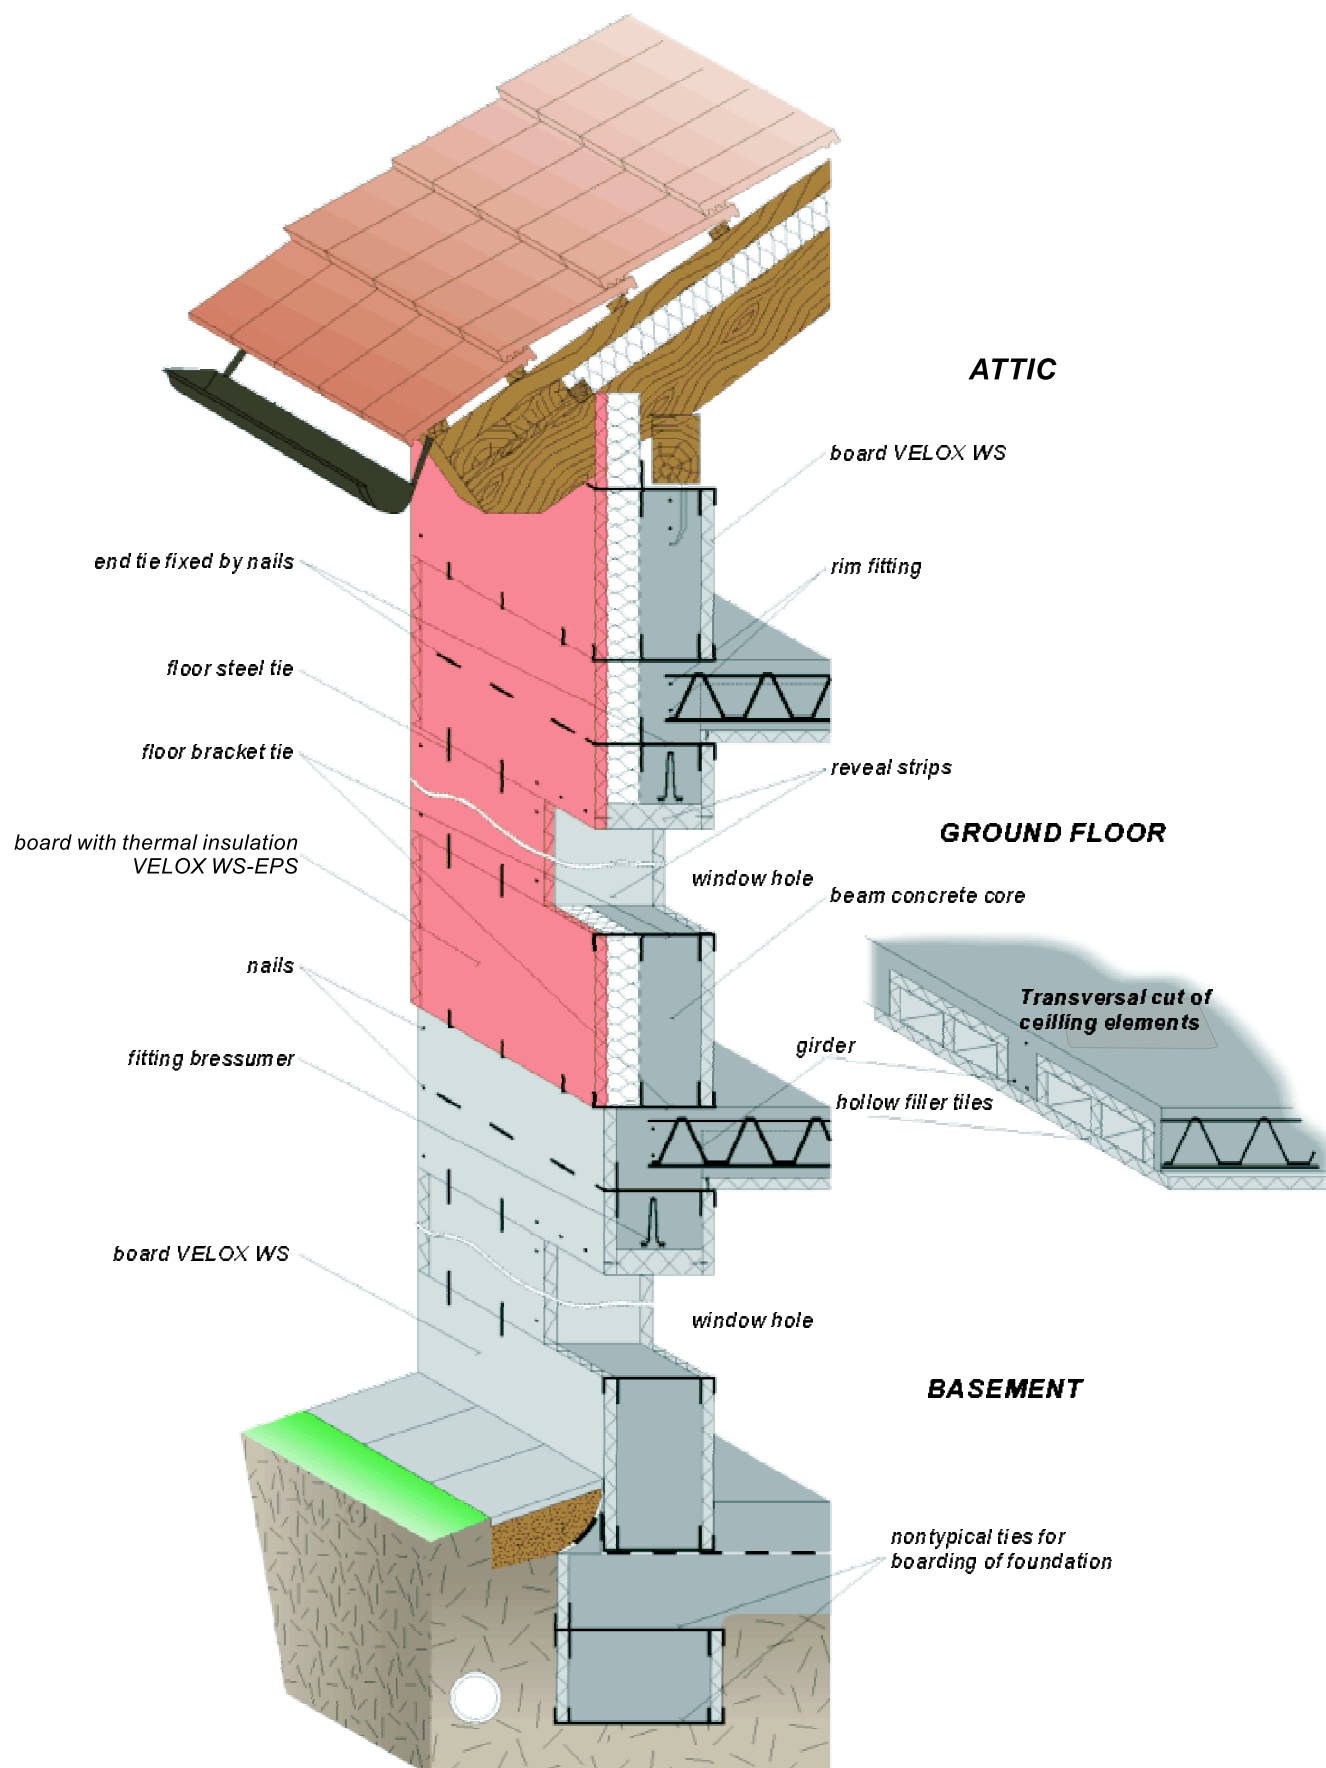 ATTIC
board VELOX WS
end tie fixed by nails
rim fitting
floor steel tie
floor bracket tie
reveal strips
GROUND FLOOR
board with thermal insulation
VELOX WS-EPS
window hole
beam concrete core
nails
Transversal cut of
ceilling elements
girder
fitting bressumer
hollow filler tiles
board VELOX WS
window hole
BASEMENT
nontypical ties for
boarding of foundation